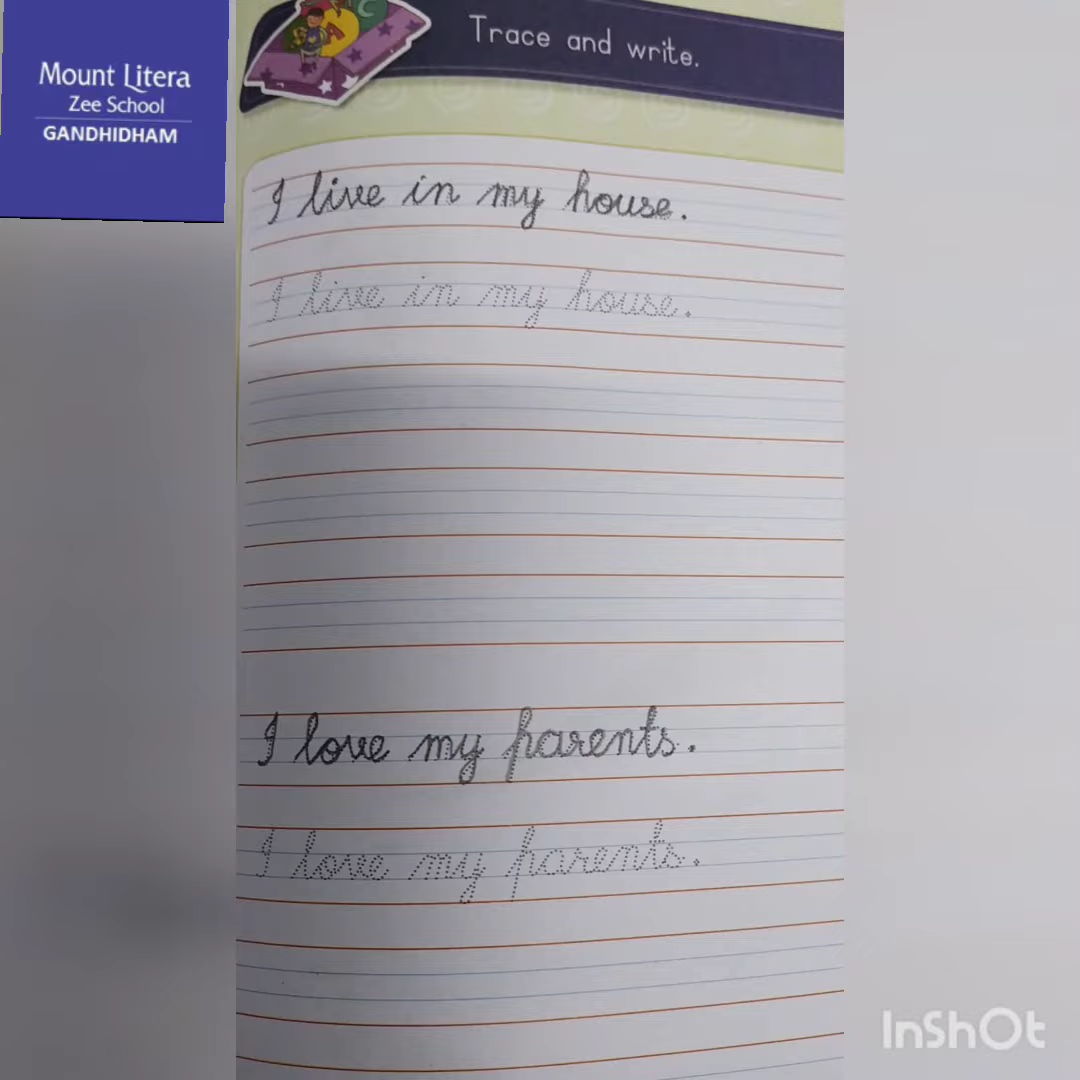 Mount Litera
Zee School
GANDHIDHAM
Trace and write.
I live in my house.
I live in my house.
I love my parents.
I love my parents.
InShOt